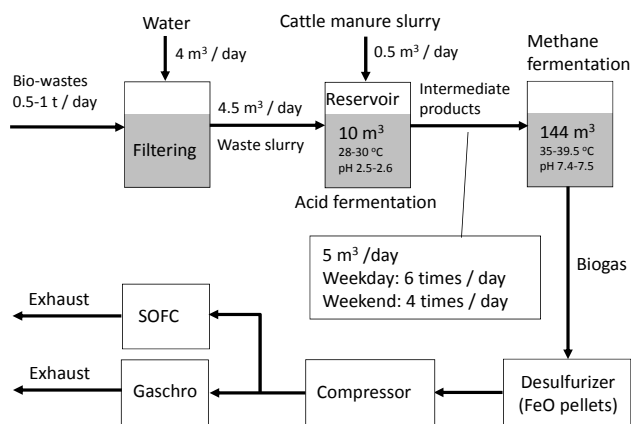 Water
4 m³ / day
Cattle manure slurry
0.5 m³ / day
Methane
fermentation
Bio-wastes
0.5-1 t / day
Filtering
4.5 m³ / day
Waste slurry
Reservoir
10 m³
28-30 °C
pH 2.5-2.6
Acid fermentation
Intermediate
products
144 m³
35-39.5 °C
pH 7.4-7.5
5 m³ /day
Weekday: 6 times / day
Weekend: 4 times / day
Biogas
Exhaust
SOFC
Exhaust
Gaschro
Compressor
Desulfurizer
(FeO pellets)